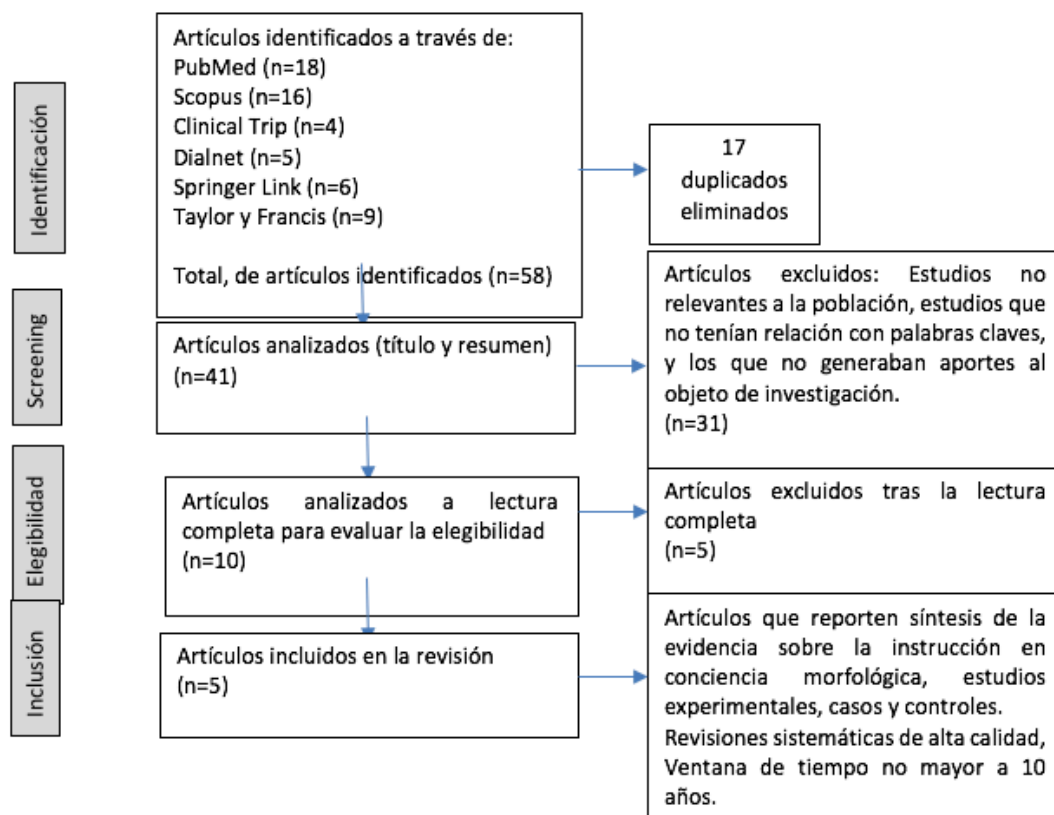 Identificación
Artículos identificados a través de:
PubMed (n=18)
Scopus (n=16)
Clinical Trip (n=4)
Dialnet (n=5)
Springer Link (n=6)
Taylor y Francis (n=9)
Total, de artículos identificados (n=58)
17
duplicados
eliminados
Screening
Artículos analizados (título y resumen)
(n=41)
Artículos excluidos: Estudios no
relevantes a la población, estudios que
no tenían relación con palabras claves,
y los que no generaban aportes al
objeto de investigación.
(n=31)
Elegibilidad
Artículos analizados a lectura
completa para evaluar la elegibilidad
(n=10)
Artículos excluidos tras la lectura
completa
(n=5)
Inclusión
Artículos incluidos en la revisión
(n=5)
Artículos que reporten síntesis de la
evidencia sobre la instrucción en
conciencia morfológica, estudios
experimentales, casos y controles.
Revisiones sistemáticas de alta calidad,
Ventana de tiempo no mayor a 10
años.